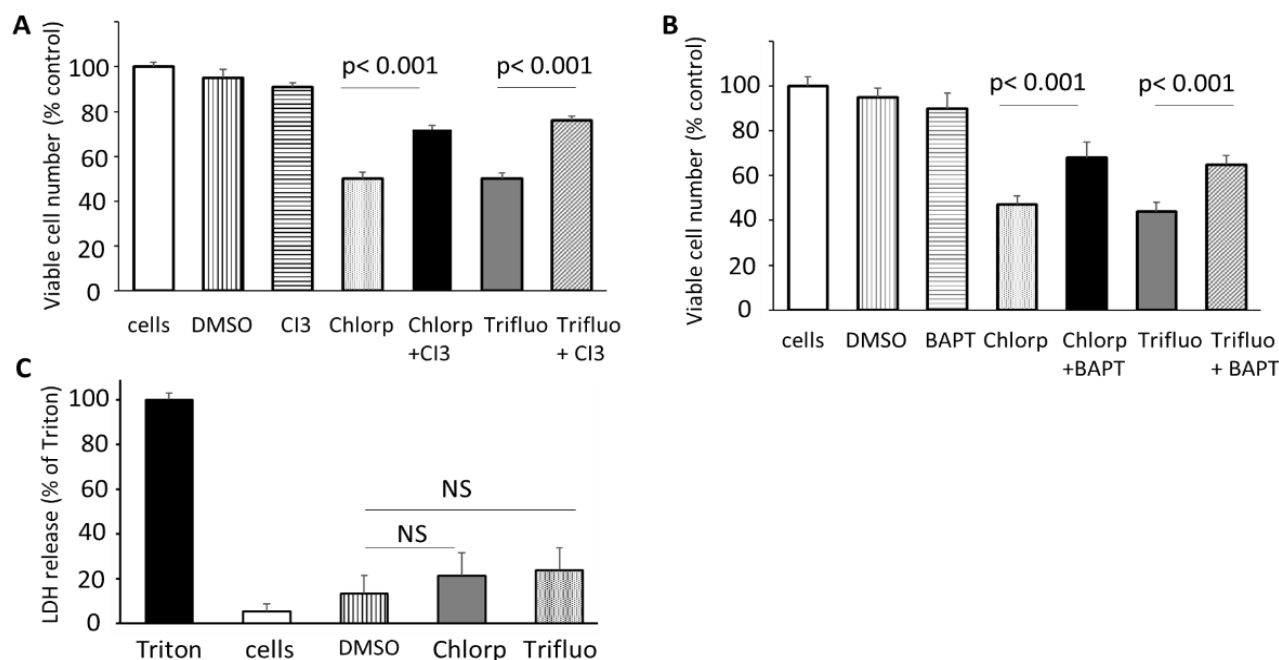 A
Viable cell number (% control)
100
80
60
40
20
0
p< 0.001
p< 0.001
cells
DMSO
CI3
Chlorp
Chlorp
+CI3
Trifluo
Trifluo
+ CI3
B
Viable cell number (% control)
100
80
60
40
20
0
p< 0.001
p< 0.001
cells
DMSO
BAPT
Chlorp
Chlorp
+BAPT
Trifluo
Trifluo
+ BAPT
C
LDH release (% of Triton)
100
80
60
40
20
0
NS
NS
Triton
cells
DMSO
Chlorp
Trifluo